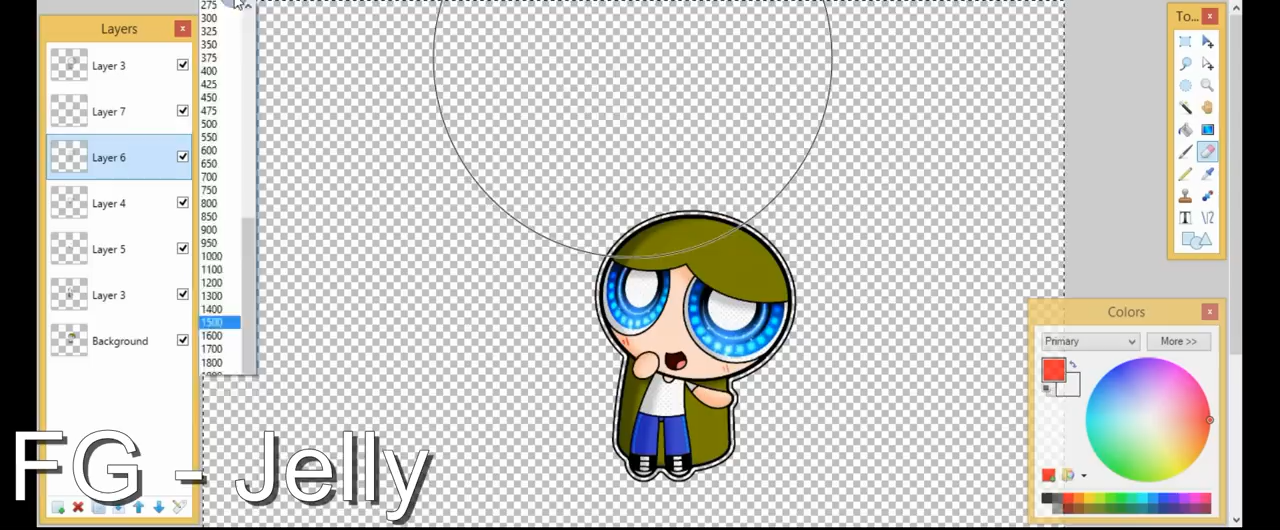 Layers
Layer 3
Layer 7
Layer 6
Layer 4
Layer 5
Layer 3
Background
275
300
325
350
375
400
425
450
475
500
550
600
650
700
750
800
850
900
950
1000
1100
1200
1300
1400
1500
1600
1700
1800
To...
T
Colors
Primary
More >>
FG - Jelly